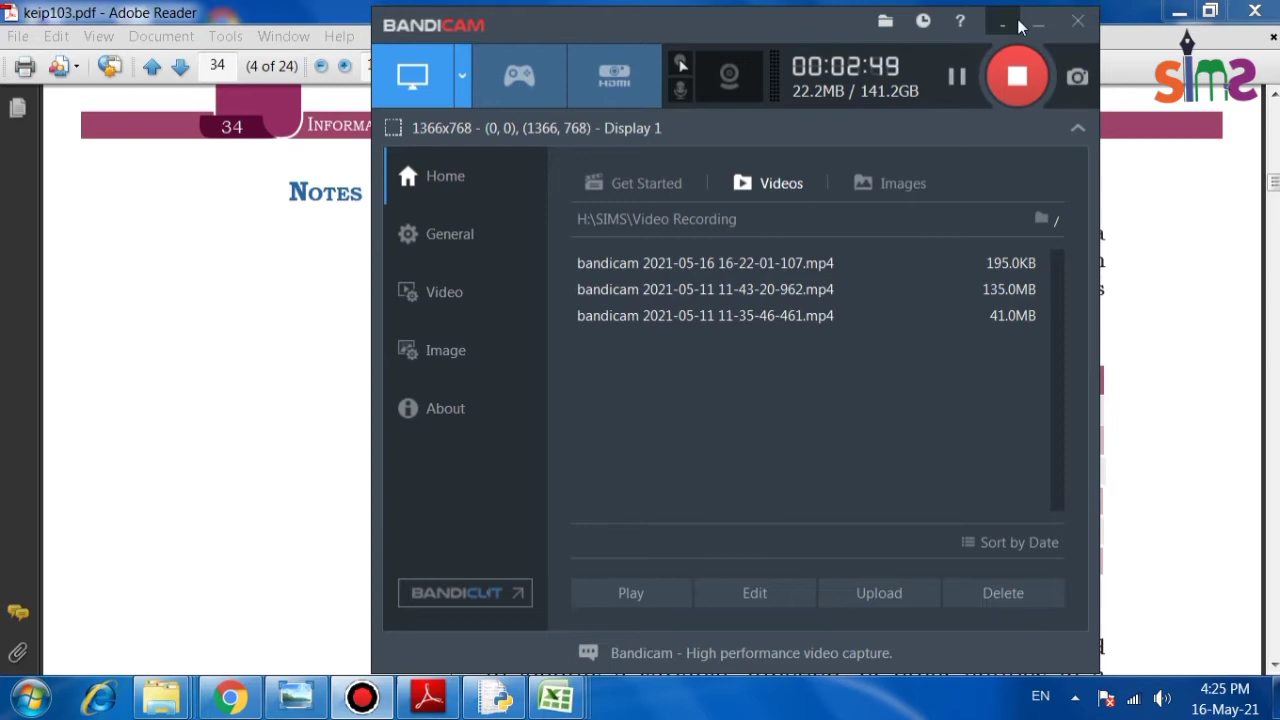 keip103.pdf - Adobe Reader
File Edit View Document Tools Window Help
34 (4 of 24)
34
INFORMA
NOTES
BANDICAM
?
HDMI
00:02:49
22.2MB / 141.2GB
SIMS
1366x768 - (0, 0), (1366, 768) - Display 1
Home
General
Video
Image
About
BANDICUT
Get Started
Videos
Images
H:\SIMS\Video Recording
/
bandicam 2021-05-16 16-22-01-107.mp4 195.0KB
bandicam 2021-05-11 11-43-20-962.mp4 135.0MB
bandicam 2021-05-11 11-35-46-461.mp4 41.0MB
Sort by Date
Play Edit Upload Delete
Bandicam - High performance video capture.
EN
4:25 PM
16-May-21